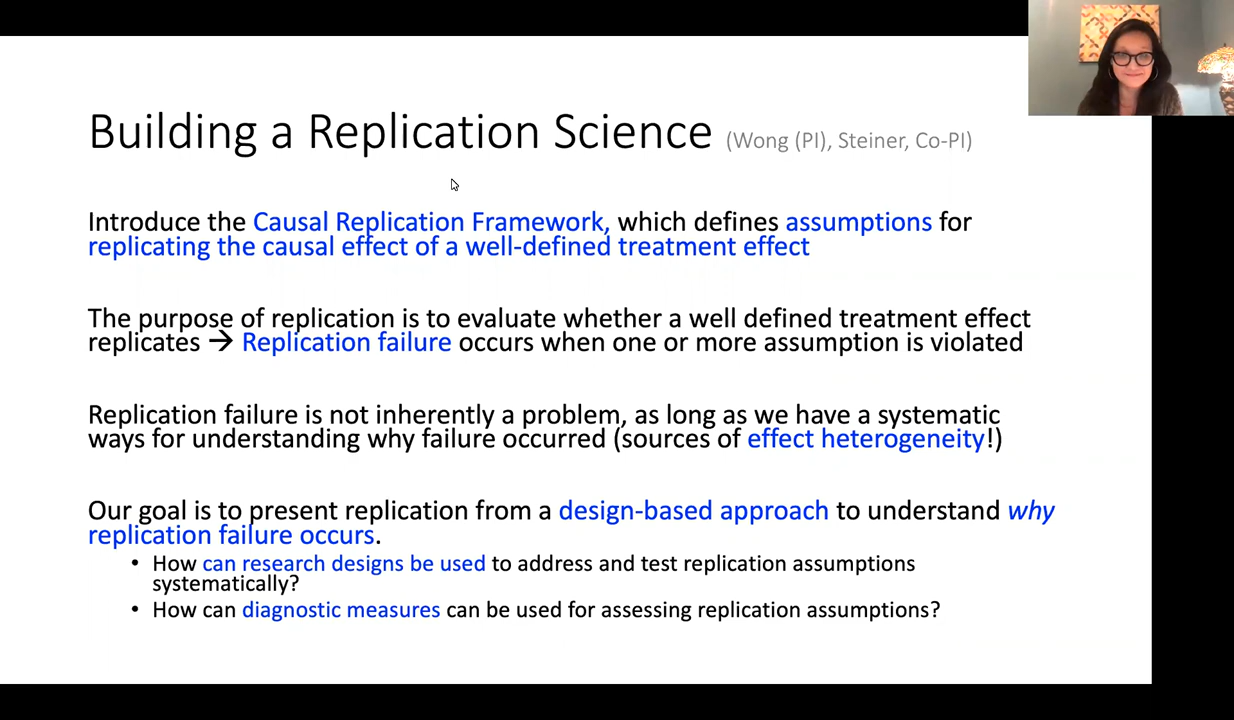 Building a Replication Science (Wong (PI), Steiner, Co-PI)
Introduce the Causal Replication Framework, which defines assumptions for
replicating the causal effect of a well-defined treatment effect
The purpose of replication is to evaluate whether a well defined treatment effect
replicates → Replication failure occurs when one or more assumption is violated
Replication failure is not inherently a problem, as long as we have a systematic
ways for understanding why failure occurred (sources of effect heterogeneity!)
Our goal is to present replication from a design-based approach to understand why
replication failure occurs.
• How can research designs be used to address and test replication assumptions
systematically?
• How can diagnostic measures can be used for assessing replication assumptions?